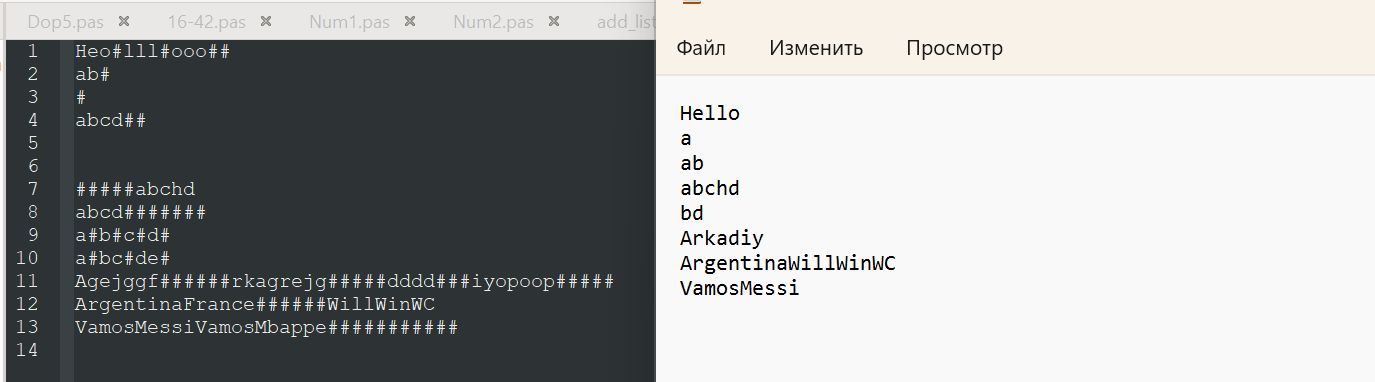 Dop5.pas × 16-42.pas × Num1.pas × Num2.pas × add_list
1 Heo#lll#ooo##
2 ab#
3 #
4 abcd##
5
6
7 #####abchd
8 abcd#######
9 a#b#c#d#
10 a#bc#de#
11 Agejggf######rkagrejg#####dddd###iyopoop#####
12 ArgentinaFrance######WillWinWC
13 VamosMessiVamosMbappe###########
14
Файл Изменить Просмотр
Hello
a
ab
abchd
bd
Arkadiy
ArgentinaWillWinWC
VamosMessi